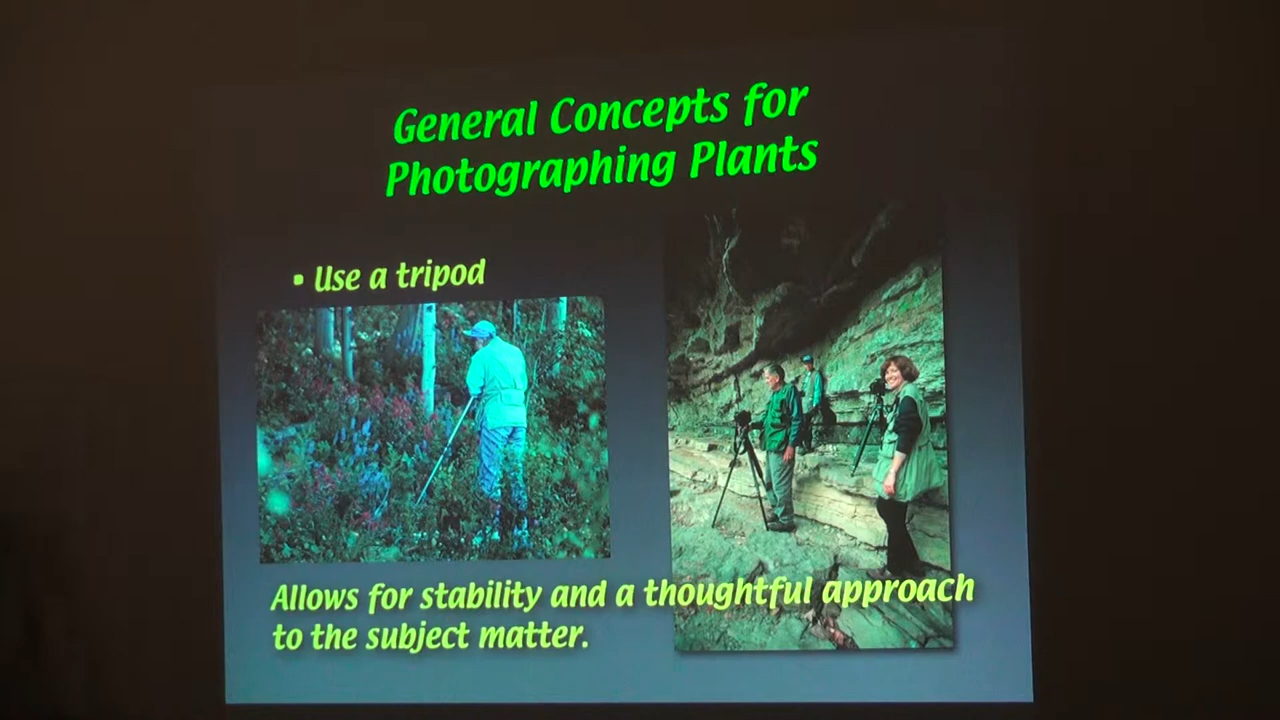 General Concepts for
Photographing Plants
• Use a tripod
Allows for stability and a thoughtful approach
to the subject matter.